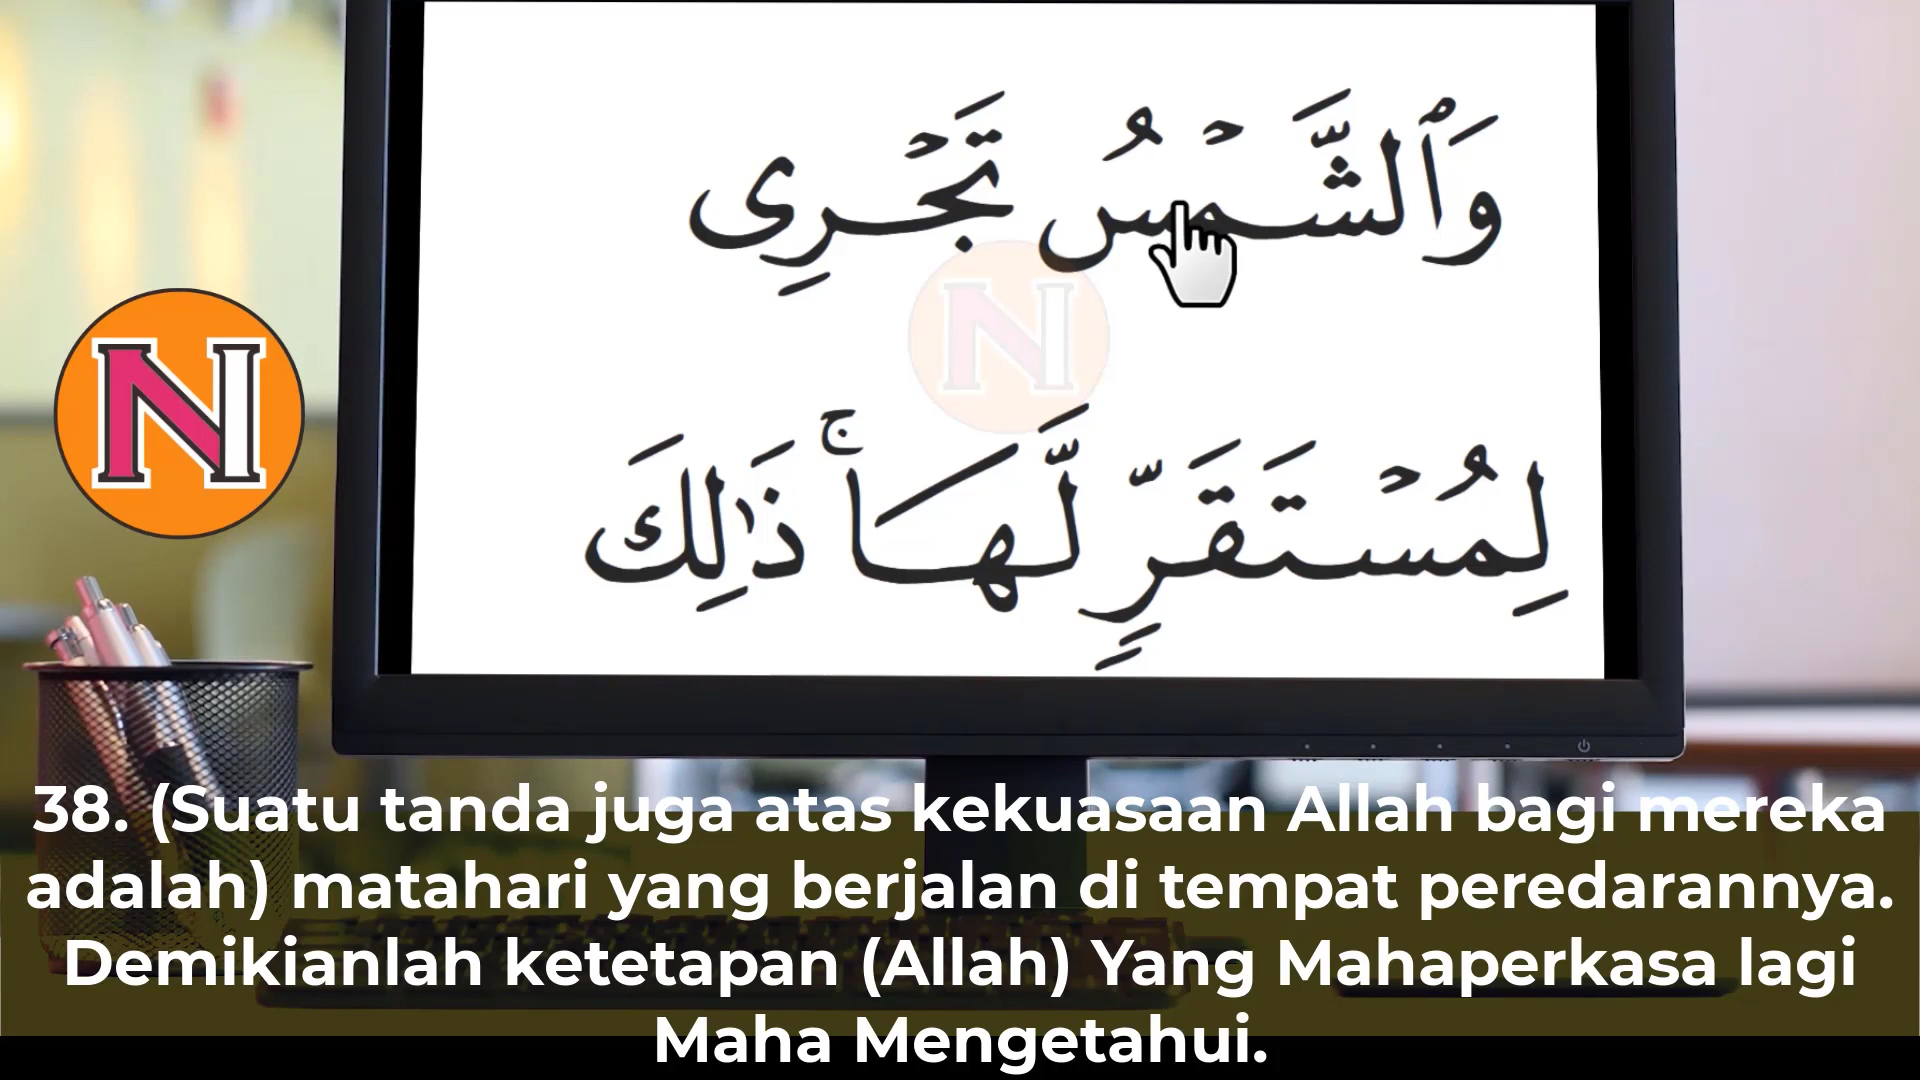 وَٱلشَّمۡسُ تَجۡرِي
لِمُسۡتَقَرّٖ لَّهَاۚ ذَٰلِكَ
N
N
38. (Suatu tanda juga atas kekuasaan Allah bagi mereka
adalah) matahari yang berjalan di tempat peredarannya.
Demikianlah ketetapan (Allah) Yang Mahaperkasa lagi
Maha Mengetahui.